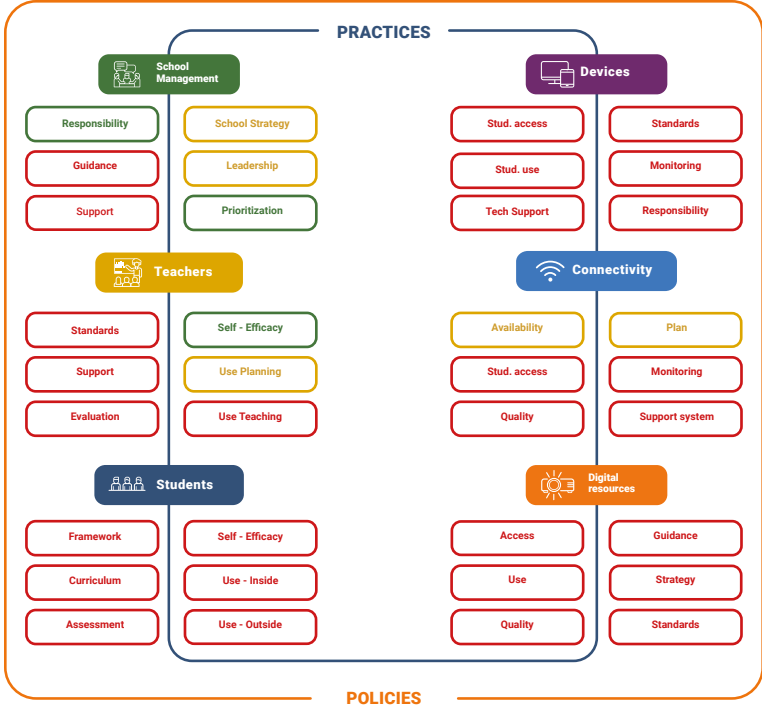 PRACTICES
School
Management
Responsibility
School Strategy
Guidance
Leadership
Support
Prioritization
Devices
Stud. access
Standards
Stud. use
Monitoring
Tech Support
Responsibility
Teachers
Standards
Self - Efficacy
Support
Use Planning
Evaluation
Use Teaching
Connectivity
Availability
Plan
Stud. access
Monitoring
Quality
Support system
Students
Framework
Self - Efficacy
Curriculum
Use - Inside
Assessment
Use - Outside
Digital
resources
Access
Guidance
Use
Strategy
Quality
Standards
POLICIES